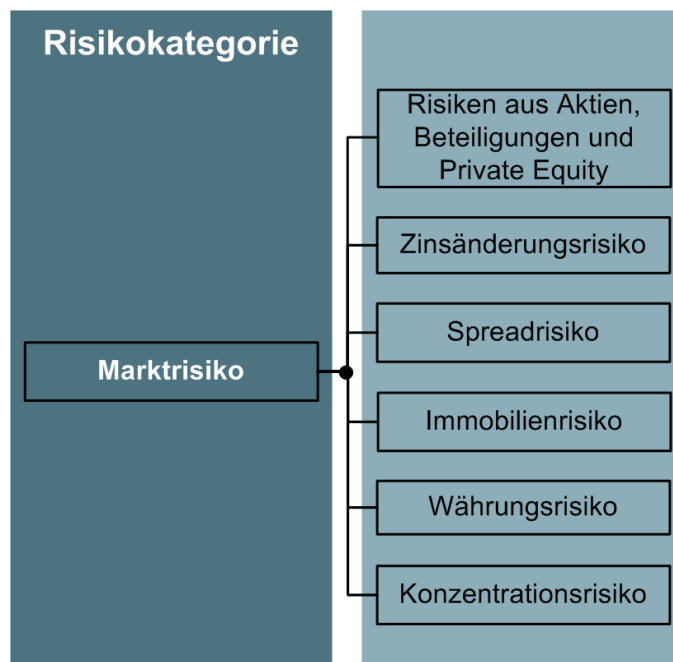 Risikokategorie
Risiken aus Aktien,
Beteiligungen und
Private Equity
Zinsänderungsrisiko
Spreadrisiko
Marktrisiko
Immobilienrisiko
Währungsrisiko
Konzentrationsrisiko